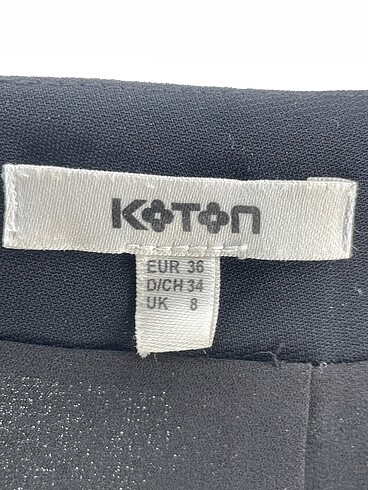 KOTON
EUR 36
D/CH 34
UK 8